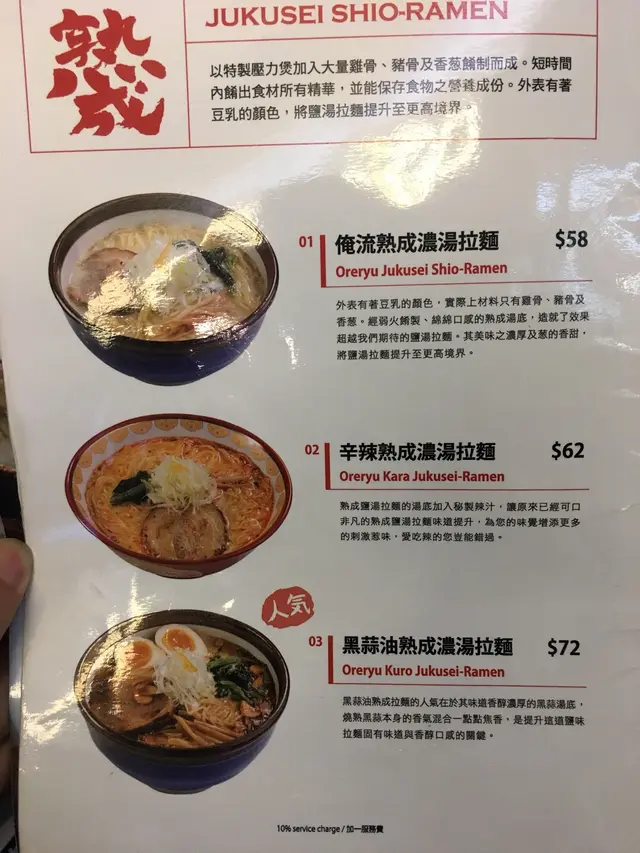 熟成
JUKUSEI SHIO-RAMEN
以特製壓力煲加入大量雞骨、豬骨及香葱餚制而成。短時間
內餚出食材所有精華，並能保存食物之營養成份。外表有著
豆乳的顏色，將鹽湯拉麵提升至更高境界。
01 俺流熟成濃湯拉麵 $58
Oreryu Jukusei Shio-Ramen
外表有著豆乳的顏色，實際上材料只有雞骨、豬骨及
香葱。經弱火餚製、綿綿口感的熟成湯底，造就了效果
超越我們期待的鹽湯拉麵。其美味之濃厚及葱的香甜，
將鹽湯拉麵提升至更高境界。
02 辛辣熟成濃湯拉麵 $62
Oreryu Kara Jukusei-Ramen
熟成鹽湯拉麵的湯底加入秘製辣汁，讓原來已經可口
非凡的熟成鹽湯拉麵味道提升，為您的味覺增添更多
的刺激惹味，愛吃辣的您豈能錯過。
人気
03 黑蒜油熟成濃湯拉麵 $72
Oreryu Kuro Jukusei-Ramen
黑蒜油熟成拉麵的人氣在於其味道香醇濃厚的黑蒜湯底，
燒熟黑蒜本身的香氣混合一點點焦香，是提升這道鹽味
拉麵固有味道與香醇口感的關鍵。
10% service charge / 加一服務費